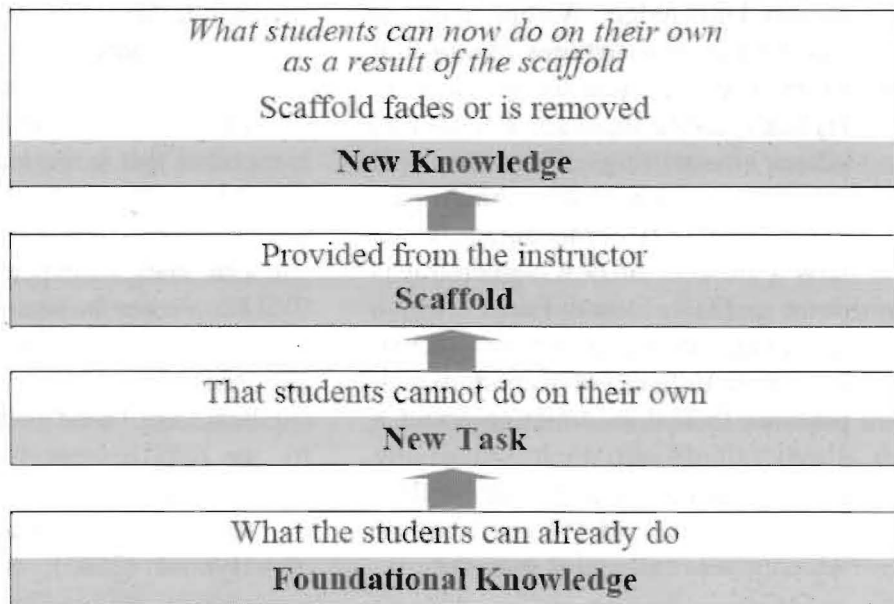 What students can now do on their own
as a result of the scaffold
Scaffold fades or is removed
New Knowledge
Provided from the instructor
Scaffold
That students cannot do on their own
New Task
What the students can already do
Foundational Knowledge